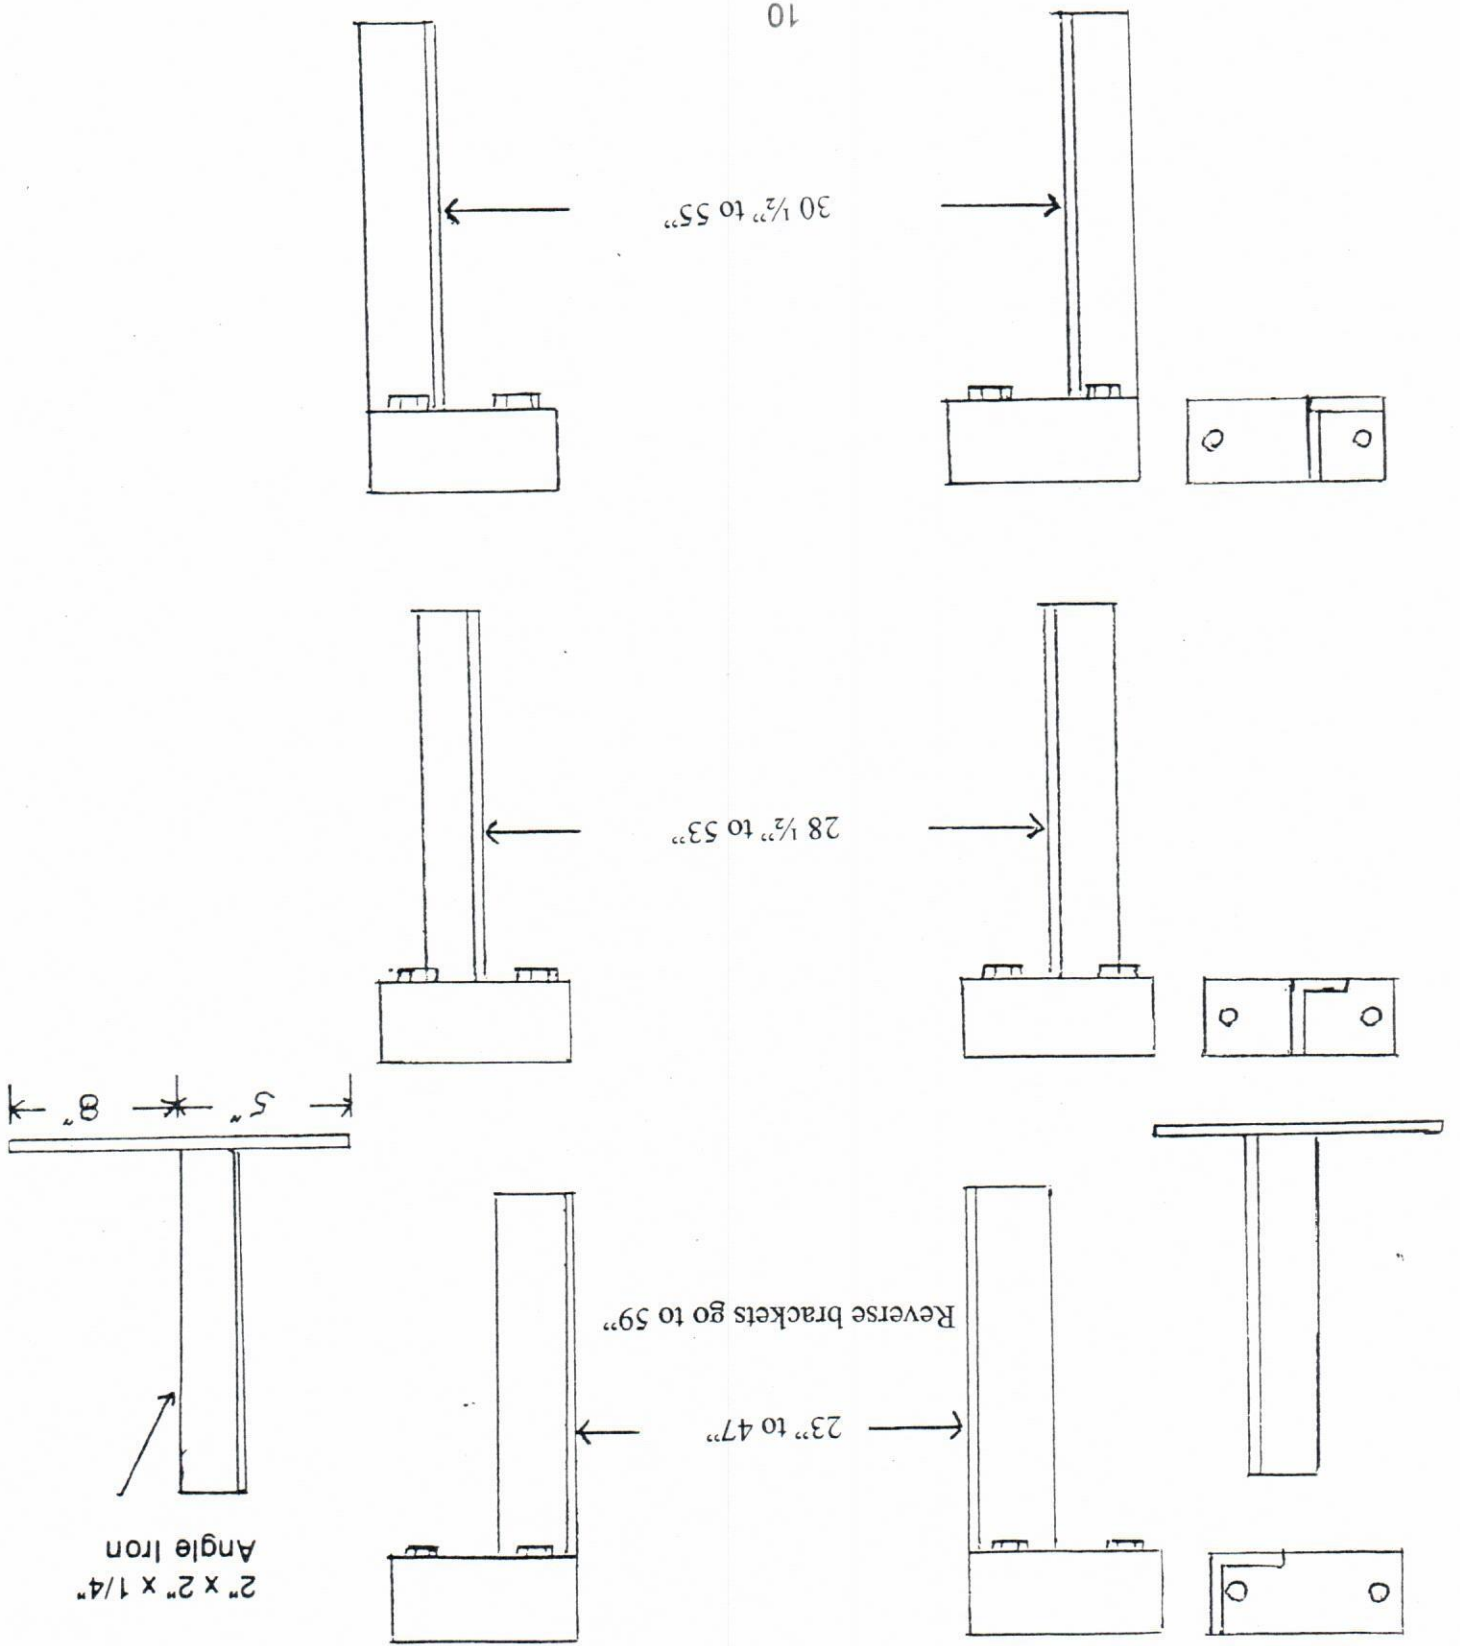 2" x 2" x 1/4"
Angle Iron
23” to 47”
Reverse brackets go to 59”
5"
8"
28 ½” to 53”
30 ½” to 55”
10